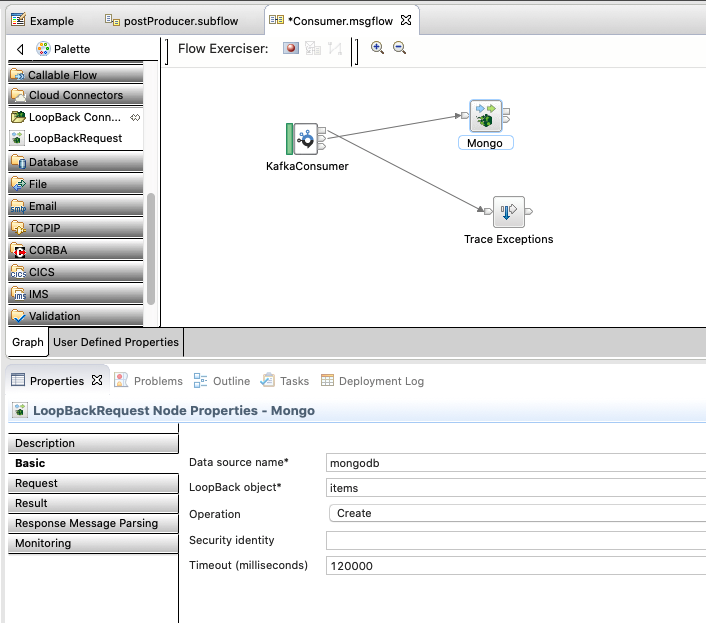 Example
postProducer.subflow
*Consumer.msgflow
Palette
Flow Exerciser:
Callable Flow
Cloud Connectors
LoopBack Conn...
LoopBackRequest
Database
File
Email
TCPIP
CORBA
CICS
IMS
Validation
KafkaConsumer
Mongo
Trace Exceptions
Graph
User Defined Properties
Properties
Problems
Outline
Tasks
Deployment Log
LoopBackRequest Node Properties - Mongo
Description
Basic
Request
Result
Response Message Parsing
Monitoring
Data source name* mongodb
LoopBack object* items
Operation Create
Security identity
Timeout (milliseconds) 120000